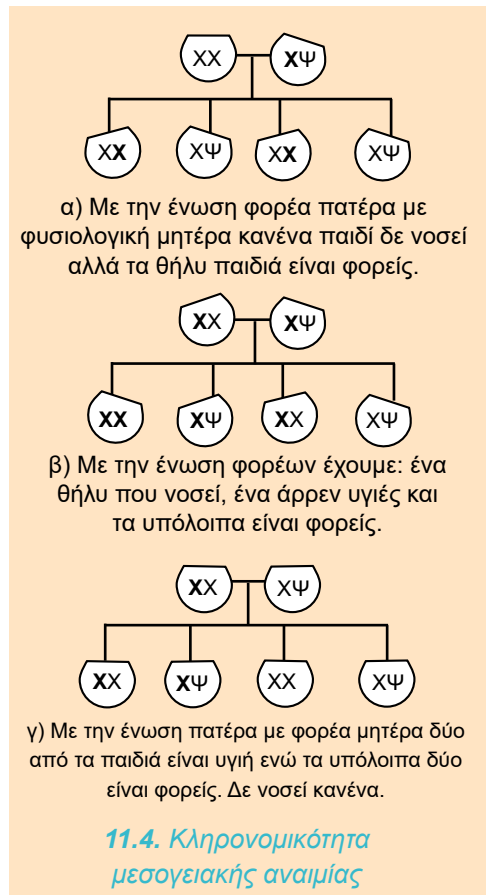 ΧΧ ΧΨ
ΧΧ ΧΨ ΧΧ ΧΨ
α) Με την ένωση φορέα πατέρα με
φυσιολογική μητέρα κανένα παιδί δε νοσεί
αλλά τα θήλυ παιδιά είναι φορείς.
ΧΧ ΧΨ
ΧΧ ΧΨ ΧΧ ΧΨ
β) Με την ένωση φορέων έχουμε: ένα
θήλυ που νοσεί, ένα άρρεν υγιές και
τα υπόλοιπα είναι φορείς.
ΧΧ ΧΨ
ΧΧ ΧΨ ΧΧ ΧΨ
γ) Με την ένωση πατέρα με φορέα μητέρα δύο
από τα παιδιά είναι υγιή ενώ τα υπόλοιπα δύο
είναι φορείς. Δε νοσεί κανένα.
11.4. Κληρονομικότητα
μεσογειακής αναιμίας